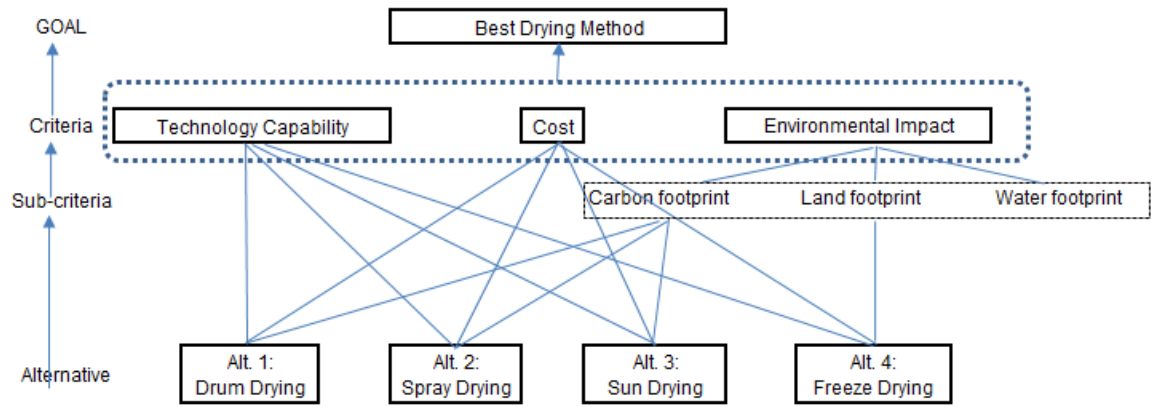 GOAL
Best Drying Method
Criteria
Technology Capability
Cost
Environmental Impact
Sub-criteria
Carbon footprint
Land footprint
Water footprint
Alternative
Alt. 1:
Drum Drying
Alt. 2:
Spray Drying
Alt. 3:
Sun Drying
Alt. 4:
Freeze Drying